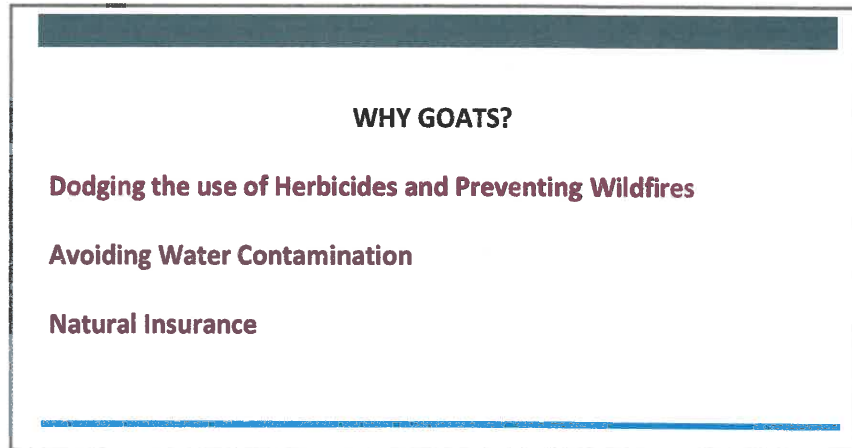 WHY GOATS?
Dodging the use of Herbicides and Preventing Wildfires
Avoiding Water Contamination
Natural Insurance